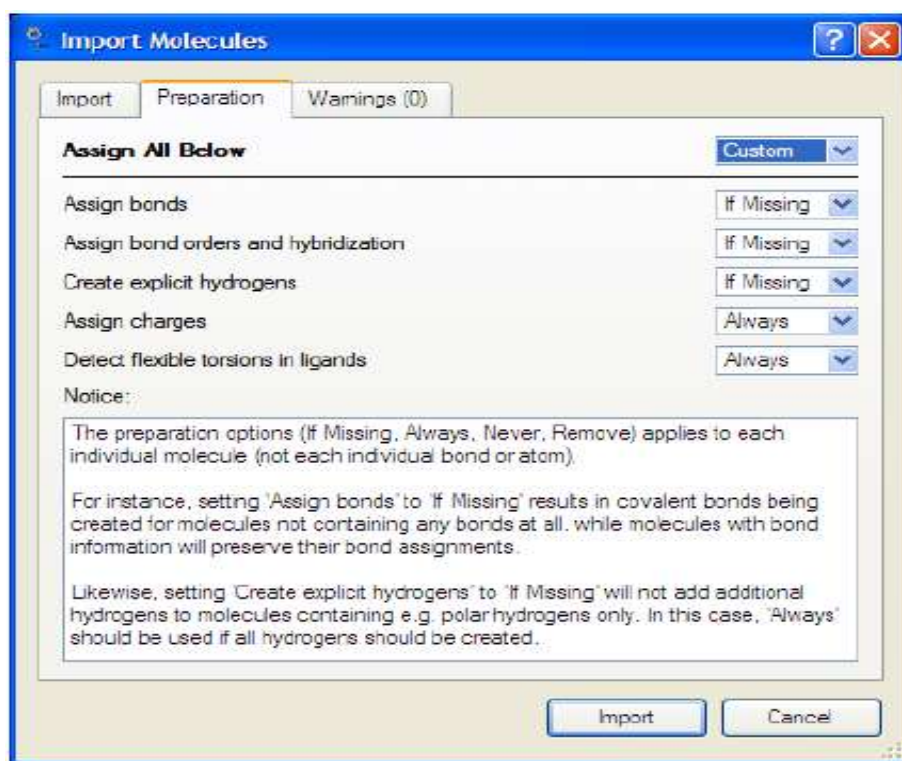 Import Molecules
Import
Preparation
Warnings (0)
Assign All Below
Custom
Assign bonds
If Missing
Assign bond orders and hybridization
If Missing
Create explicit hydrogens
If Missing
Assign charges
Always
Detect flexible torsions in ligands
Always
Notice:
The preparation options (If Missing, Always, Never, Remove) applies to each
individual molecule (not each individual bond or atom).
For instance, setting 'Assign bonds' to 'If Missing' results in covalent bonds being
created for molecules not containing any bonds at all, while molecules with bond
information will preserve their bond assignments.
Likewise, setting 'Create explicit hydrogens' to 'If Missing' will not add additional
hydrogens to molecules containing e.g. polar hydrogens only. In this case, 'Always'
should be used if all hydrogens should be created.
Import
Cancel